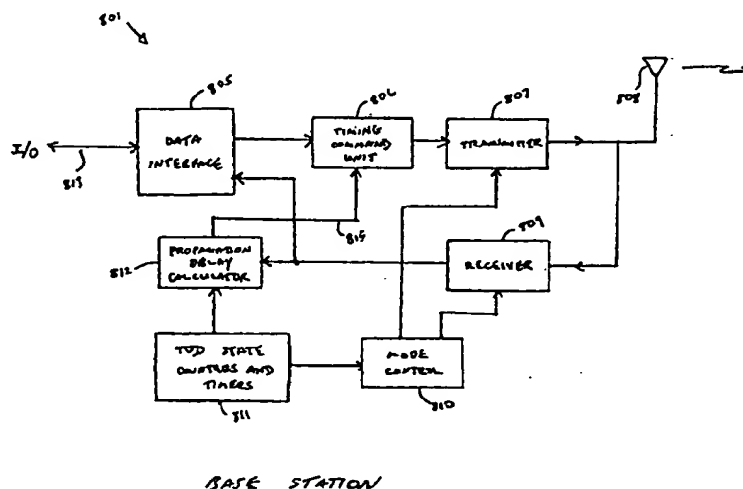 801
805
806
807
808
I/O
813
DATA
INTERFACE
TIMING
COMMAND
UNIT
TRANSMITTER
815
809
812
PROPAGATION
DELAY
CALCULATOR
RECEIVER
TDD STATE
COUNTERS AND
TIMERS
MODE
CONTROL
811
810
BASE STATION